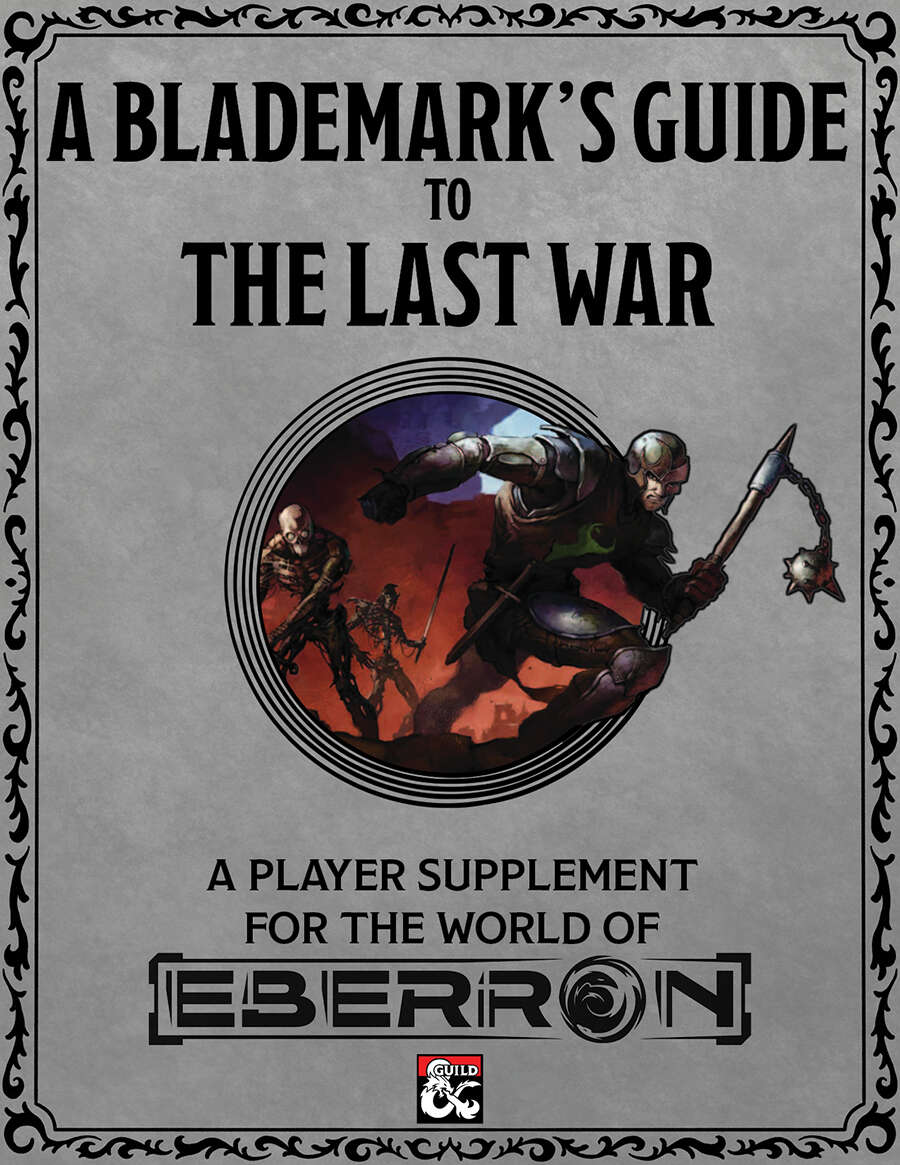 A BLADEMARK'S GUIDE
TO
THE LAST WAR
A PLAYER SUPPLEMENT
FOR THE WORLD OF
EBERRON
GUILD